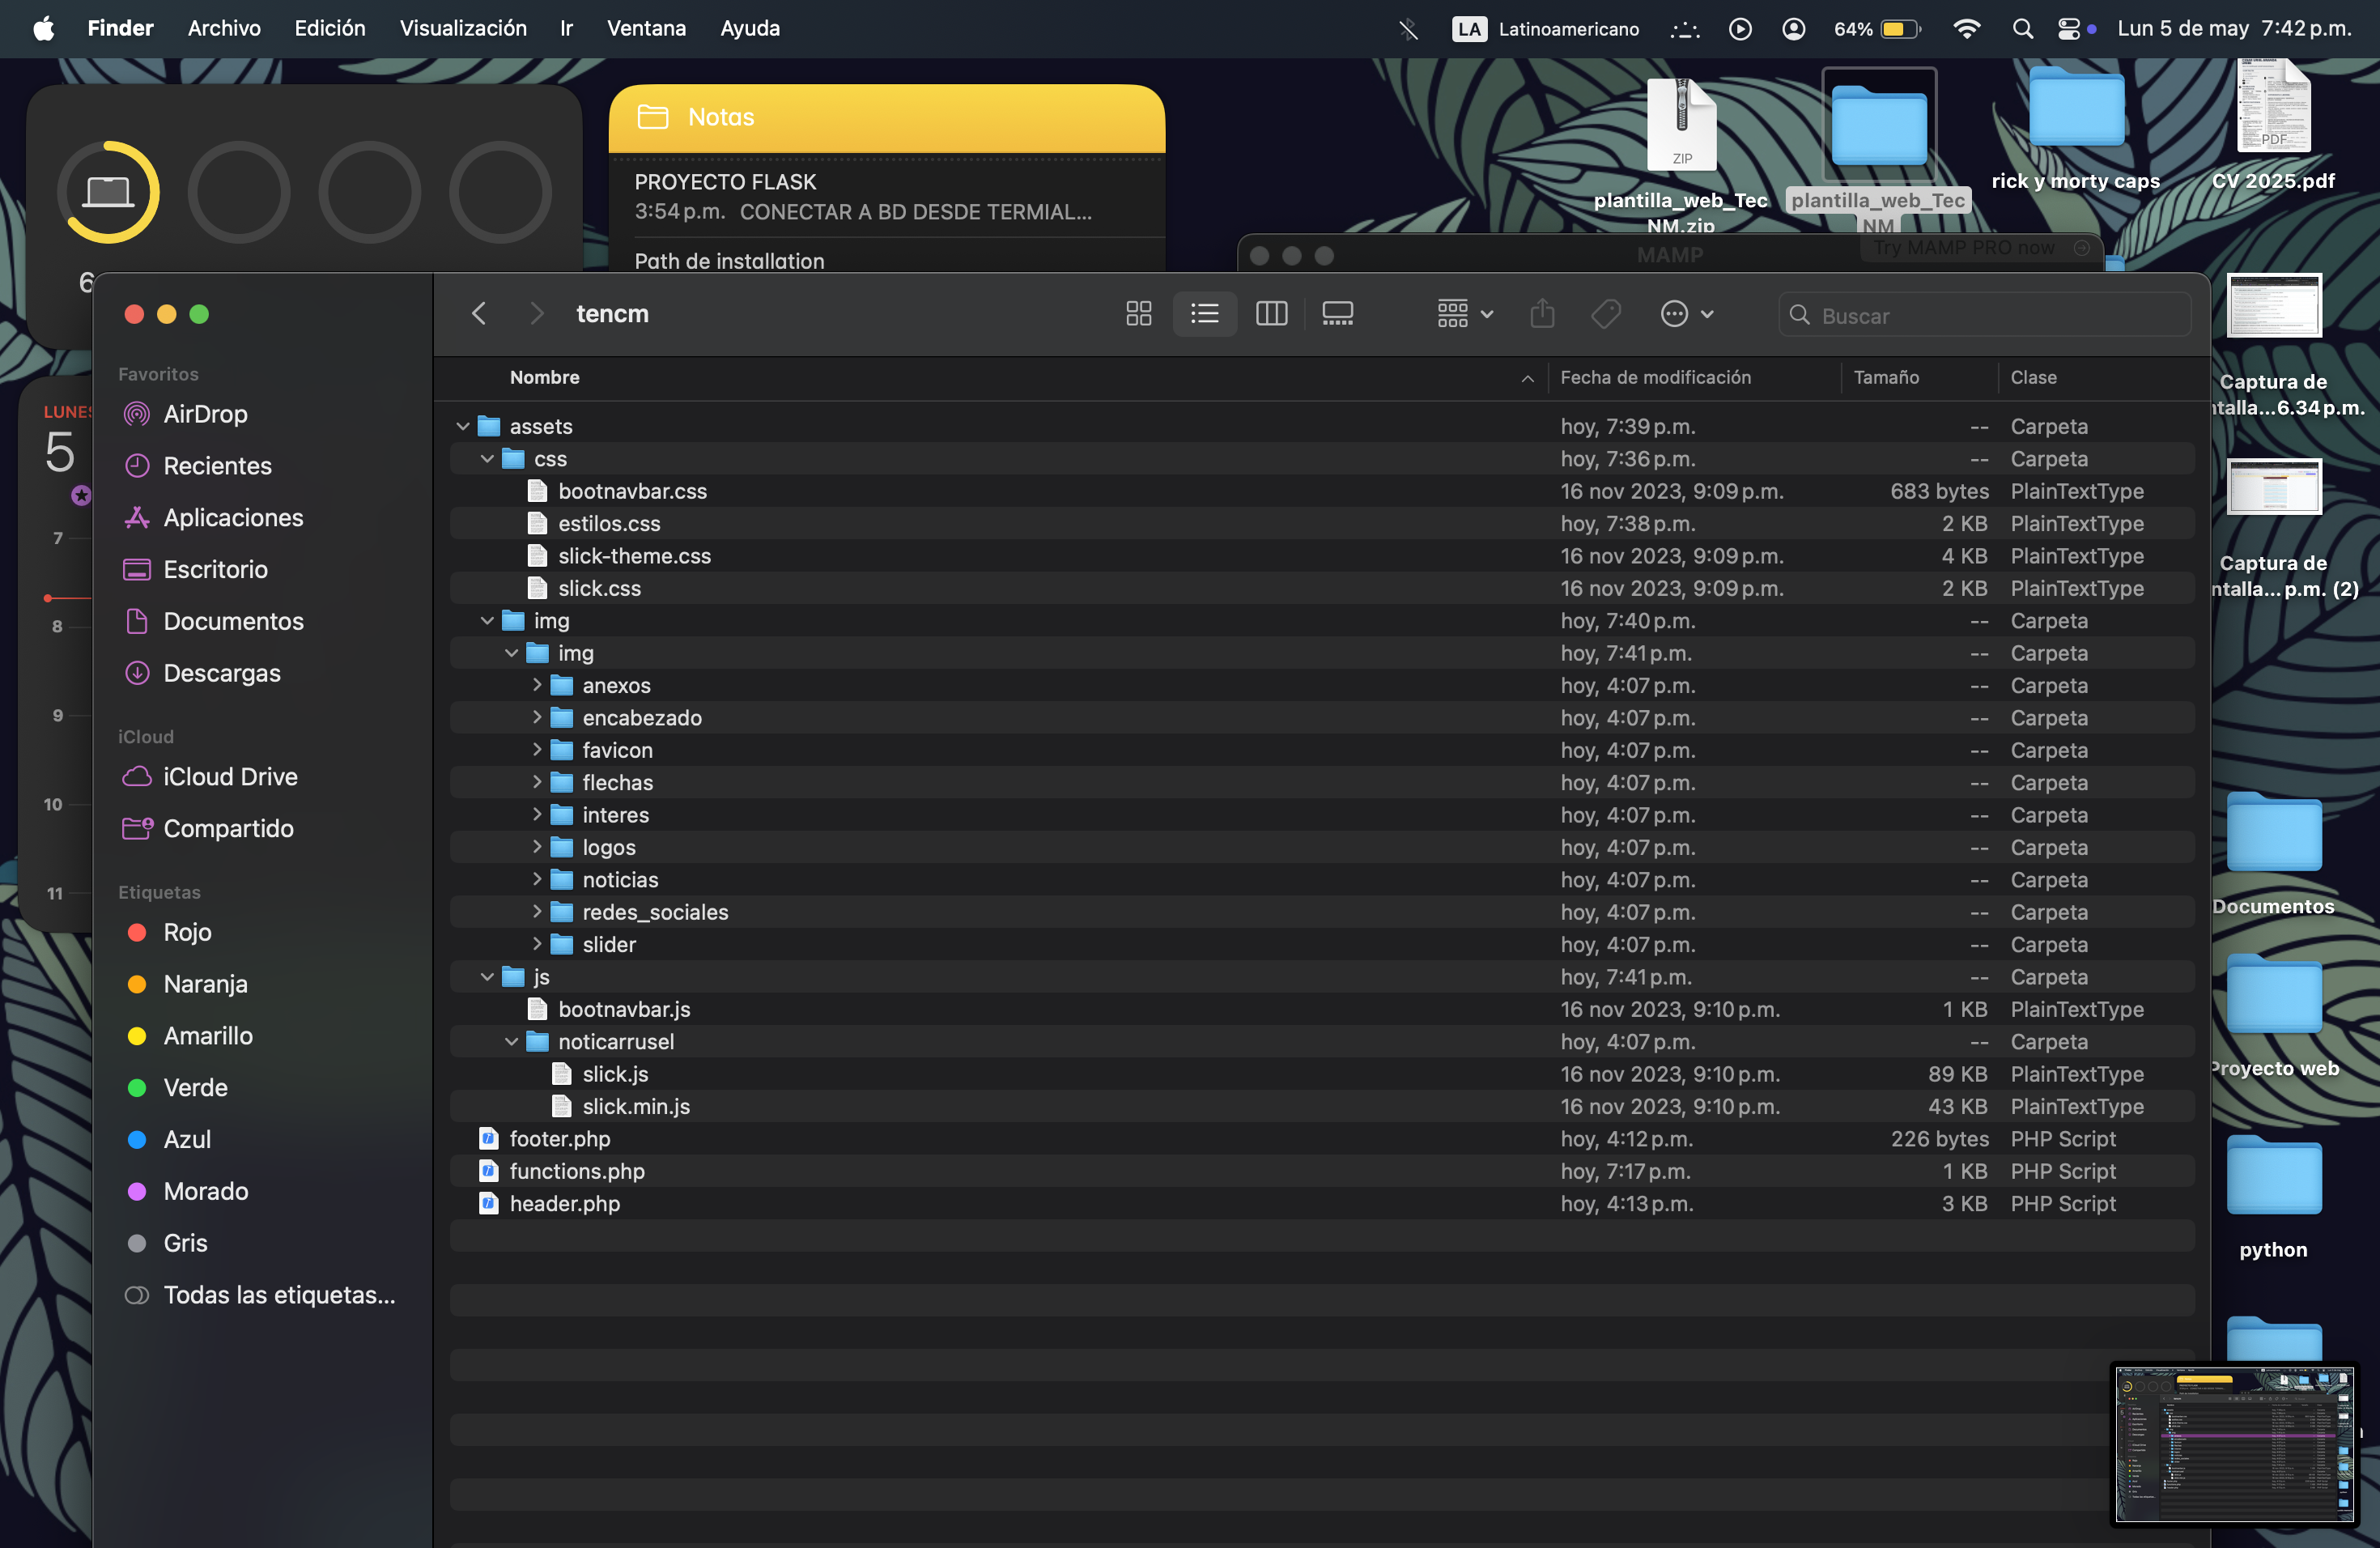 Finder Archivo Edición Visualización Ir Ventana Ayuda LA Latinoamericano 64% Lun 5 de may 7:42 p.m.
Notas
PROYECTO FLASK
3:54 p.m. CONECTAR A BD DESDE TERMIAL...
Path de installation
ZIP
plantilla_web_Tec
NM.zip
plantilla_web_Tec
NM
rick y morty caps
PDF
CV 2025.pdf
MAMP
Try MAMP PRO now
6
LUNES
5
7
8
9
10
11
tencm
Buscar
Favoritos
AirDrop
Recientes
Aplicaciones
Escritorio
Documentos
Descargas
iCloud
iCloud Drive
Compartido
Etiquetas
Rojo
Naranja
Amarillo
Verde
Azul
Morado
Gris
Todas las etiquetas...
Nombre Fecha de modificación Tamaño Clase
assets hoy, 7:39 p.m. -- Carpeta
css hoy, 7:36 p.m. -- Carpeta
bootnavbar.css 16 nov 2023, 9:09 p.m. 683 bytes PlainTextType
estilos.css hoy, 7:38 p.m. 2 KB PlainTextType
slick-theme.css 16 nov 2023, 9:09 p.m. 4 KB PlainTextType
slick.css 16 nov 2023, 9:09 p.m. 2 KB PlainTextType
img hoy, 7:40 p.m. -- Carpeta
img hoy, 7:41 p.m. -- Carpeta
anexos hoy, 4:07 p.m. -- Carpeta
encabezado hoy, 4:07 p.m. -- Carpeta
favicon hoy, 4:07 p.m. -- Carpeta
flechas hoy, 4:07 p.m. -- Carpeta
interes hoy, 4:07 p.m. -- Carpeta
logos hoy, 4:07 p.m. -- Carpeta
noticias hoy, 4:07 p.m. -- Carpeta
redes_sociales hoy, 4:07 p.m. -- Carpeta
slider hoy, 4:07 p.m. -- Carpeta
js hoy, 7:41 p.m. -- Carpeta
bootnavbar.js 16 nov 2023, 9:10 p.m. 1 KB PlainTextType
noticarrusel hoy, 4:07 p.m. -- Carpeta
slick.js 16 nov 2023, 9:10 p.m. 89 KB PlainTextType
slick.min.js 16 nov 2023, 9:10 p.m. 43 KB PlainTextType
footer.php hoy, 4:12 p.m. 226 bytes PHP Script
functions.php hoy, 7:17 p.m. 1 KB PHP Script
header.php hoy, 4:13 p.m. 3 KB PHP Script
Captura de
ntalla...6.34 p.m.
Captura de
ntalla... p.m. (2)
Documentos
Proyecto web
python